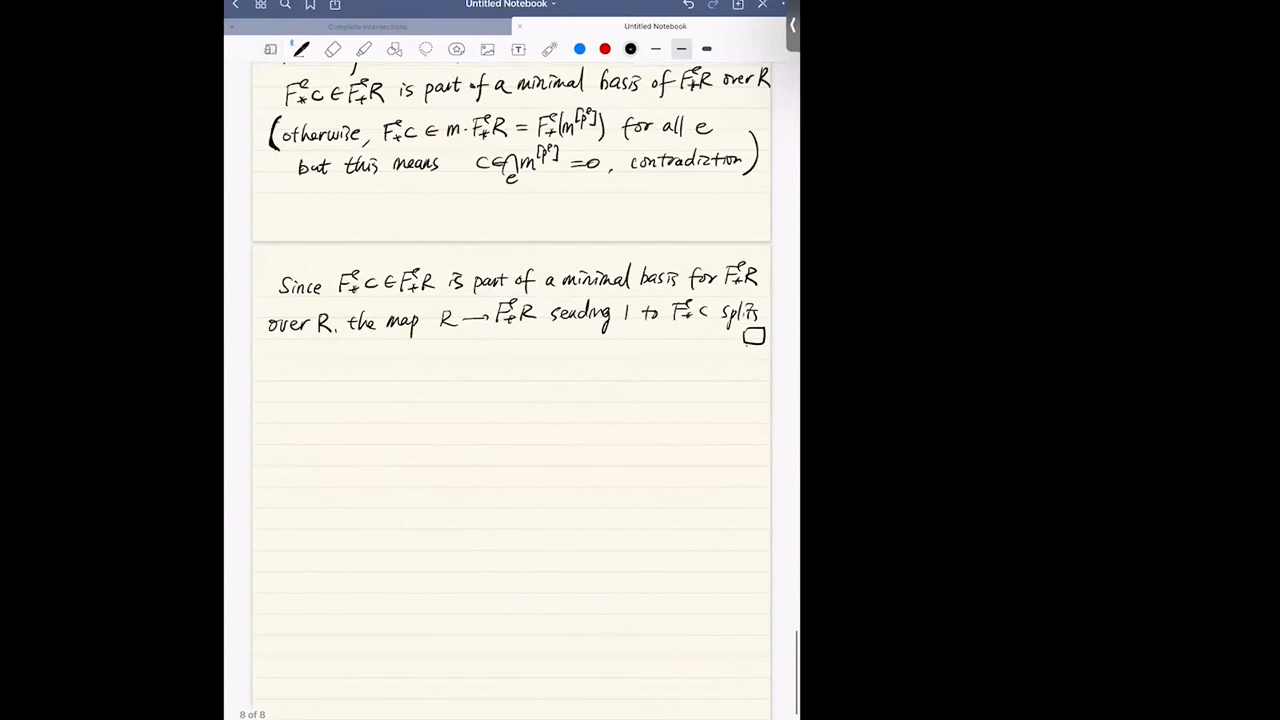 Untitled Notebook
Complete Intersections
Untitled Notebook
F^e_* c ∈ F^e_* R is part of a minimal basis of F^e_* R over R
(otherwise, F^e_* c ∈ m · F^e_* R = F^e_*(m^[p^e]) for all e
but this means c ∈ ⋂_e m^[p^e] = 0, contradiction)
Since F^e_* c ∈ F^e_* R is part of a minimal basis for F^e_* R
over R, the map R → F^e_* R sending 1 to F^e_* c splits
□
8 of 8